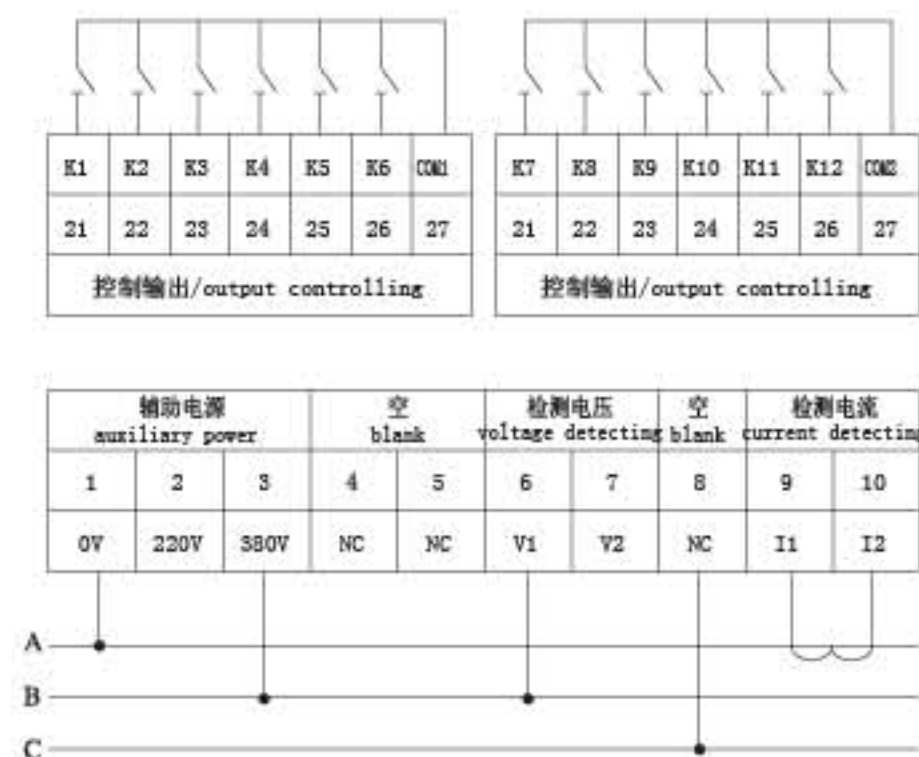 K1 K2 K3 K4 K5 K6 COM1 K7 K8 K9 K10 K11 K12 COM2
21 22 23 24 25 26 27 21 22 23 24 25 26 27
控制输出/output controlling 控制输出/output controlling
辅助电源 空 检测电压 空 检测电流
auxiliary power blank voltage detecting blank current detecting
1 2 3 4 5 6 7 8 9 10
0V 220V 380V NC NC V1 V2 NC I1 I2
A
B
C